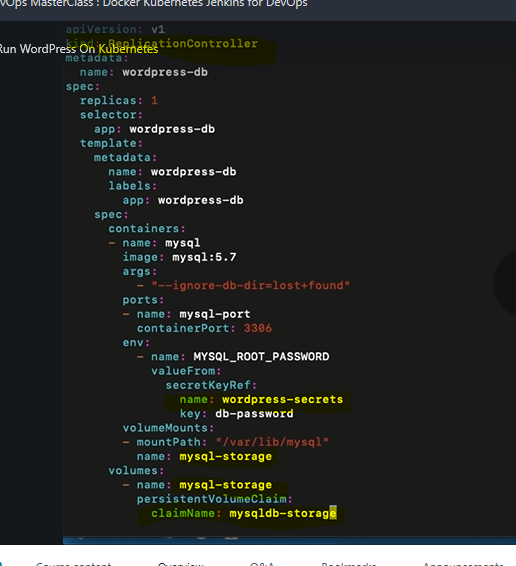 vOps MasterClass : Docker Kubernetes Jenkins for DevOps
apiVersion: v1
kind: ReplicationController
Run WordPress On Kubernetes
metadata:
  name: wordpress-db
spec:
  replicas: 1
  selector:
    app: wordpress-db
  template:
    metadata:
      name: wordpress-db
      labels:
        app: wordpress-db
    spec:
      containers:
      - name: mysql
        image: mysql:5.7
        args:
          - "--ignore-db-dir=lost+found"
        ports:
        - name: mysql-port
          containerPort: 3306
        env:
          - name: MYSQL_ROOT_PASSWORD
            valueFrom:
              secretKeyRef:
                name: wordpress-secrets
                key: db-password
        volumeMounts:
        - mountPath: "/var/lib/mysql"
          name: mysql-storage
      volumes:
        - name: mysql-storage
          persistentVolumeClaim:
            claimName: mysqldb-storage
Course content Overview Q&A Bookmarks Announcements